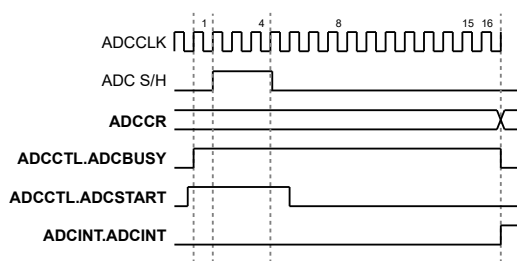 1 4 8 15 16
ADCCLK
ADC S/H
ADCCR
ADCCTL.ADCBUSY
ADCCTL.ADCSTART
ADCINT.ADCINT